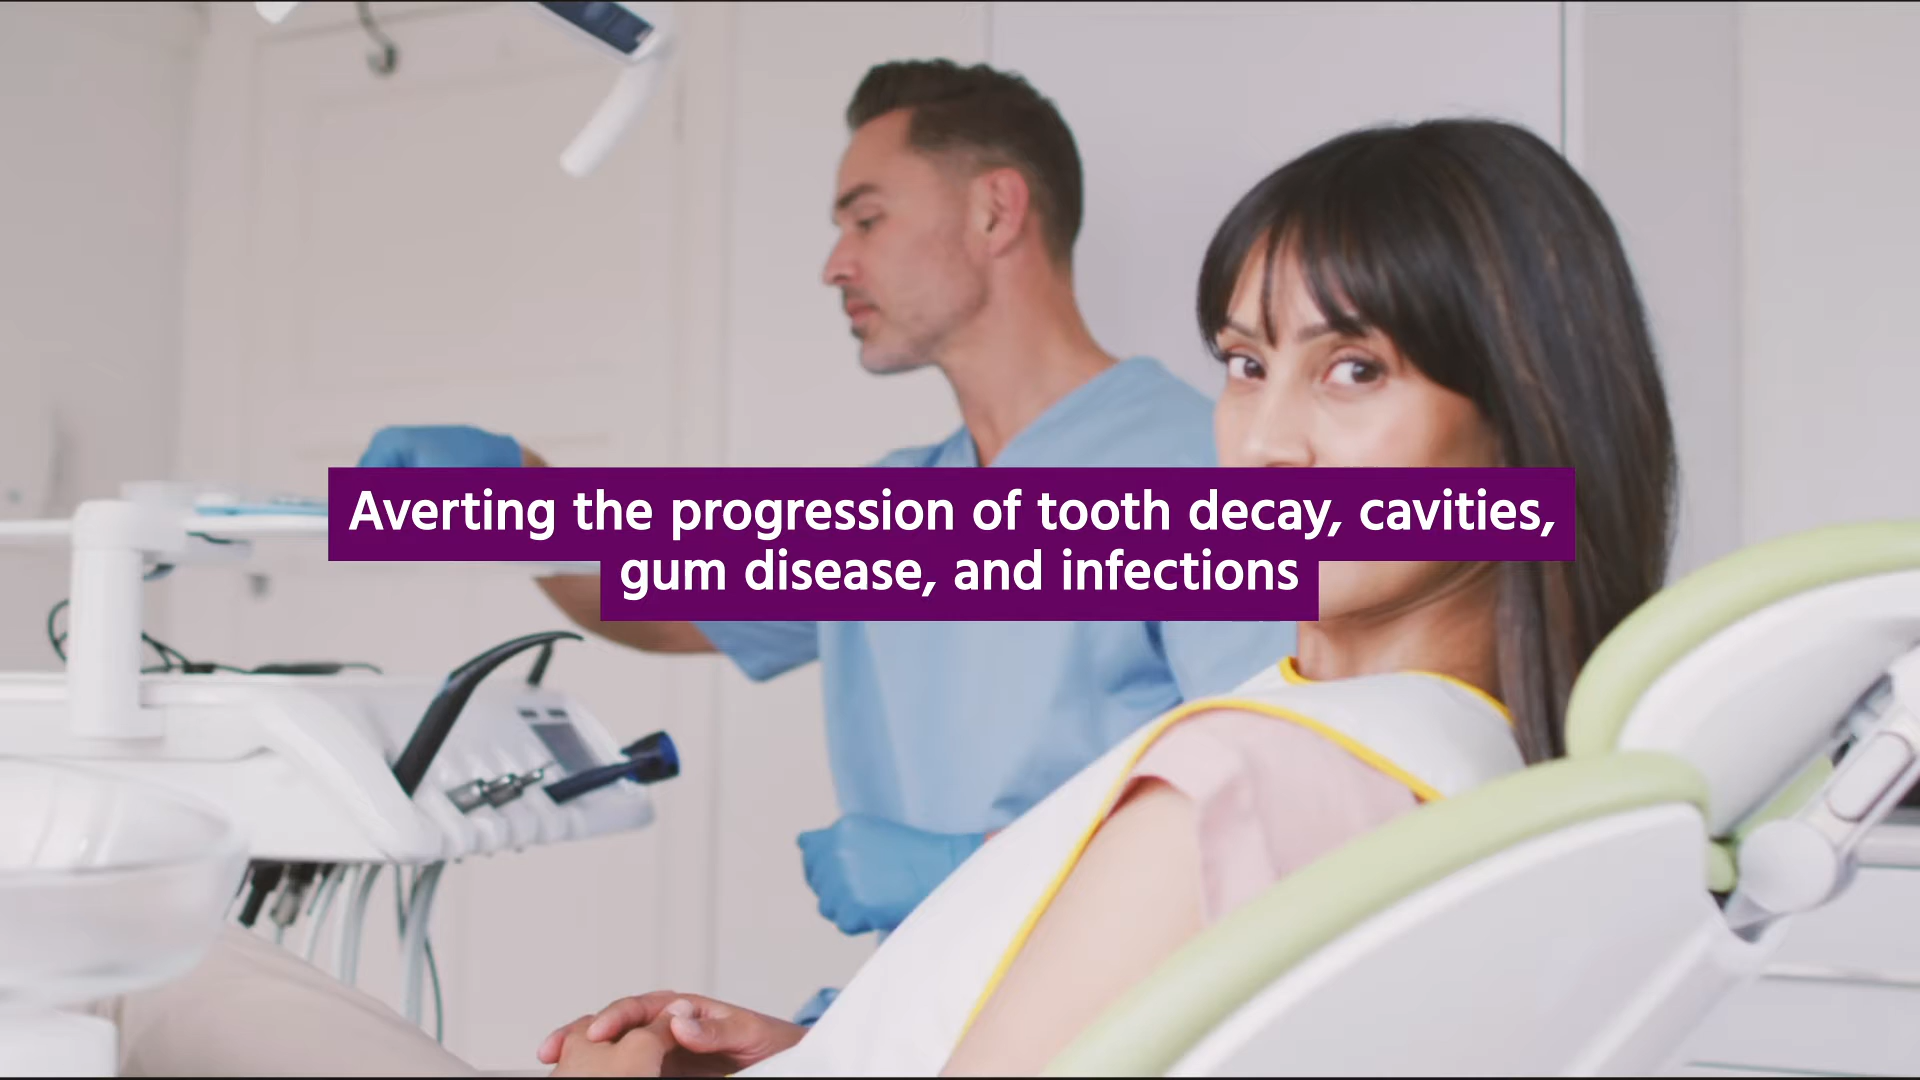 Averting the progression of tooth decay, cavities,
gum disease, and infections